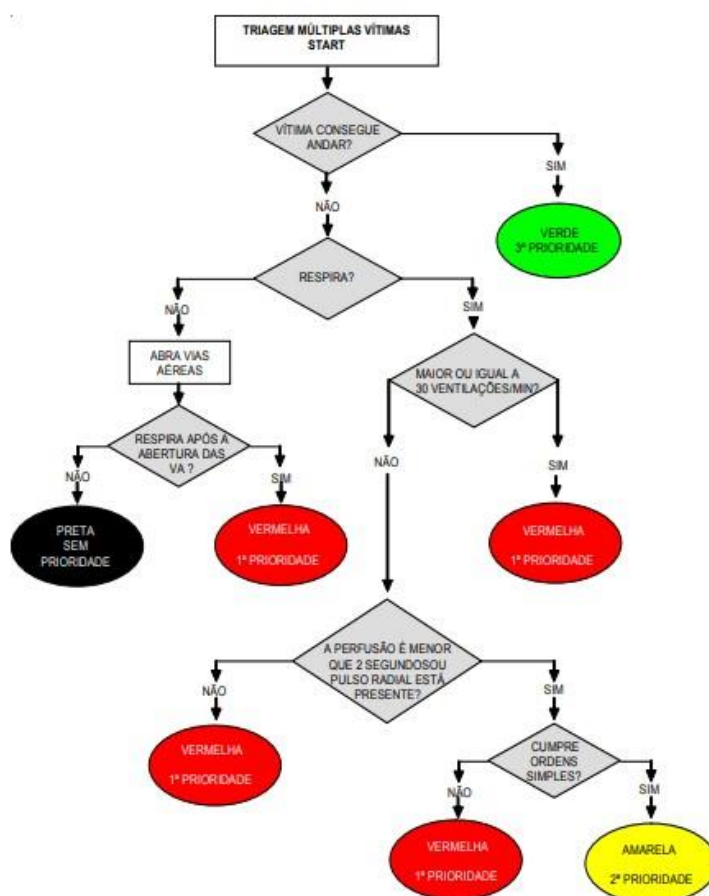 TRIAGEM MÚLTIPLAS VÍTIMAS
START
VÍTIMA CONSEGUE
ANDAR?
SIM
NÃO
VERDE
3ª PRIORIDADE
RESPIRA?
NÃO
SIM
ABRA VIAS
AÉREAS
MAIOR OU IGUAL A
30 VENTILAÇÕES/MIN?
RESPIRA APÓS A
ABERTURA DAS
VA ?
NÃO
SIM
NÃO
SIM
PRETA
SEM
PRIORIDADE
VERMELHA
1ª PRIORIDADE
VERMELHA
1ª PRIORIDADE
A PERFUSÃO É MENOR
QUE 2 SEGUNDOSOU
PULSO RADIAL ESTÁ
PRESENTE?
NÃO
SIM
VERMELHA
1ª PRIORIDADE
CUMPRE
ORDENS
SIMPLES?
NÃO
SIM
VERMELHA
1ª PRIORIDADE
AMARELA
2ª PRIORIDADE